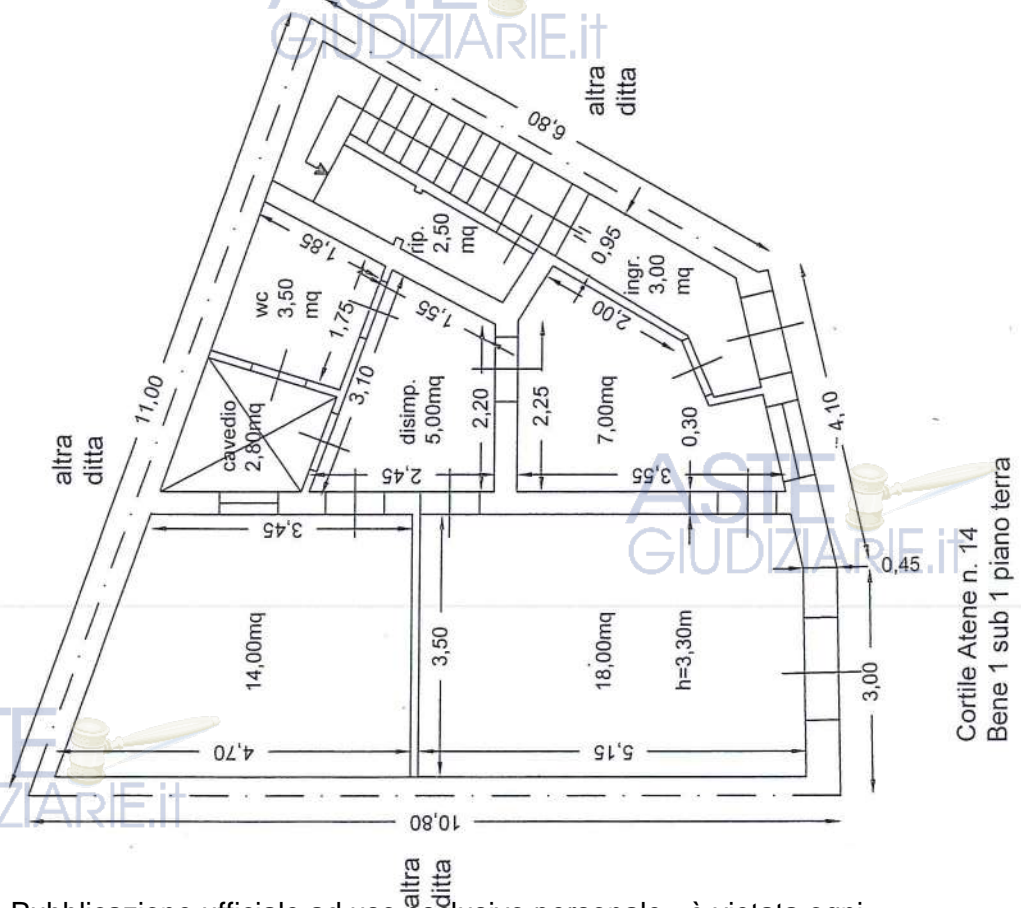 ASTE
GIUDIZIARIE.it
altra
ditta
6,80
11,00
altra
ditta
rip.
2,50
mq
1,85
0,95
ingr.
3,00
mq
wc
3,50
mq
1,75
1,55
2,00
3,10
cavedio
2,80mq
disimp.
5,00mq
2,20
2,25
7,00mq
0,30
4,10
2,45
3,55
3,45
ASTE
GIUDIZIARIE.it
0,45
14,00mq
3,50
18,00mq
h=3,30m
3,00
4,70
5,15
10,80
altra
ditta
TE
ZIARIE.it
Cortile Atene n. 14
Bene 1 sub 1 piano terra